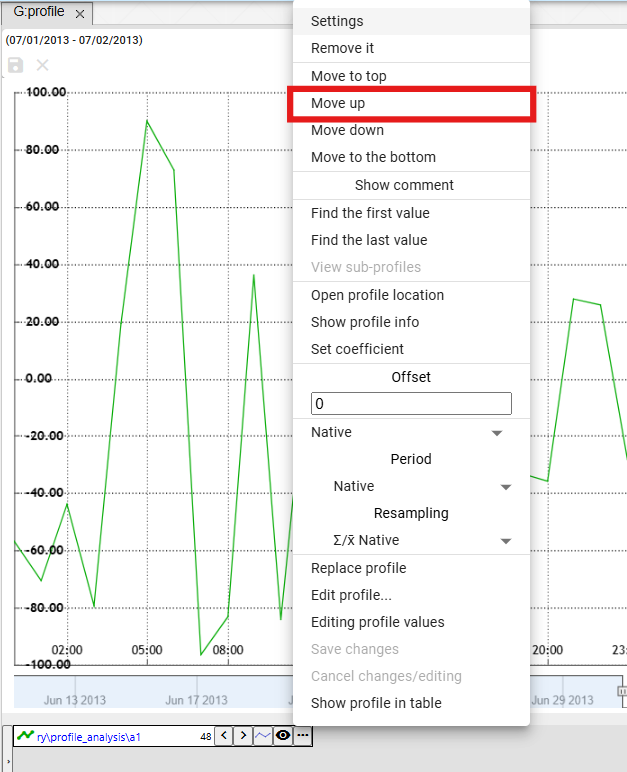 G:profile ×
(07/01/2013 - 07/02/2013)
Settings
Remove it
Move to top
Move up
Move down
Move to the bottom
Show comment
Find the first value
Find the last value
View sub-profiles
Open profile location
Show profile info
Set coefficient
Offset
0
Native
Period
Native
Resampling
Σ/x̄ Native
Replace profile
Edit profile...
Editing profile values
Save changes
Cancel changes/editing
Show profile in table
100.00
80.00
60.00
40.00
20.00
0.00
-20.00
-40.00
-60.00
-80.00
-100.00
02:00 05:00 08:00 20:00 23:
Jun 13 2013 Jun 17 2013 Jun 29 2013
ry\profile_analysis\a1 48 < > ...